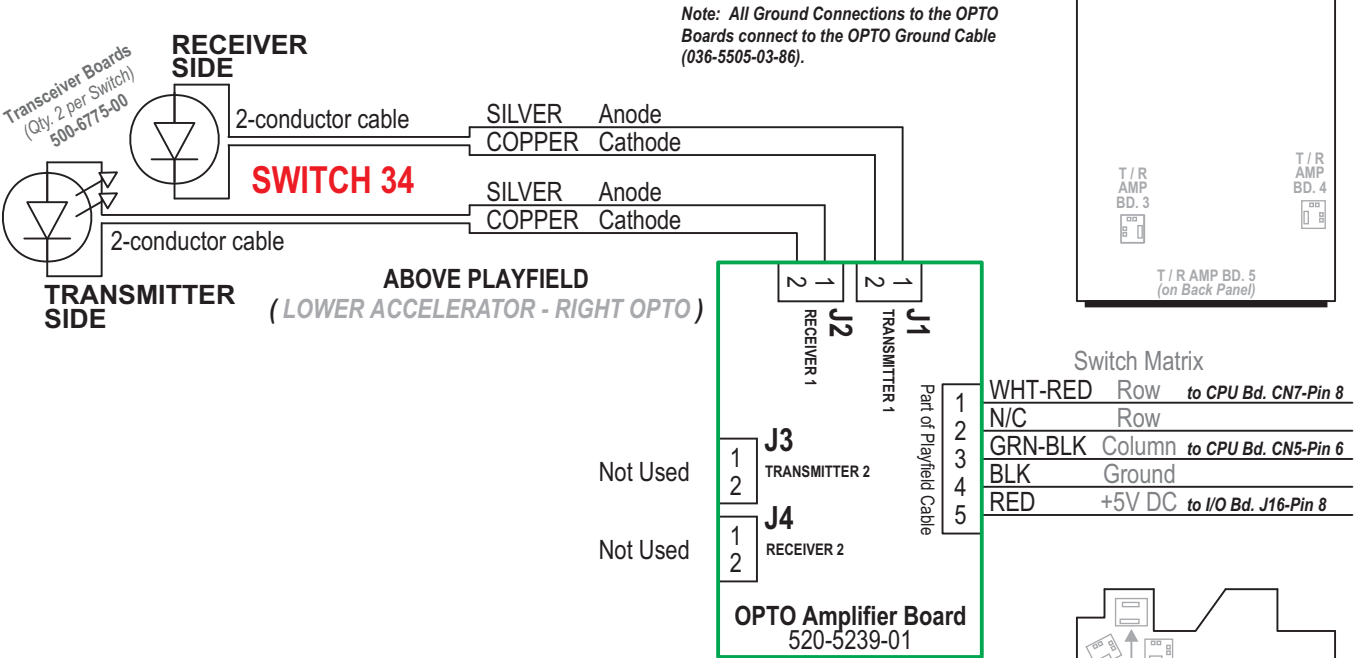 Note: All Ground Connections to the OPTO
Boards connect to the OPTO Ground Cable
(036-5505-03-86).
Transceiver Boards
(Qty. 2 per Switch)
500-6775-00
RECEIVER
SIDE
2-conductor cable
SILVER Anode
COPPER Cathode
SWITCH 34
SILVER Anode
COPPER Cathode
2-conductor cable
TRANSMITTER
SIDE
ABOVE PLAYFIELD
( LOWER ACCELERATOR - RIGHT OPTO )
T / R
AMP
BD. 3
T / R
AMP
BD. 4
T / R AMP BD. 5
(on Back Panel)
2 1
J2
RECEIVER 1
2 1
J1
TRANSMITTER 1
Part of Playfield Cable
Switch Matrix
1 WHT-RED Row to CPU Bd. CN7-Pin 8
2 N/C Row
3 GRN-BLK Column to CPU Bd. CN5-Pin 6
4 BLK Ground
5 RED +5V DC to I/O Bd. J16-Pin 8
Not Used
1
2
J3
TRANSMITTER 2
Not Used
1
2
J4
RECEIVER 2
OPTO Amplifier Board
520-5239-01